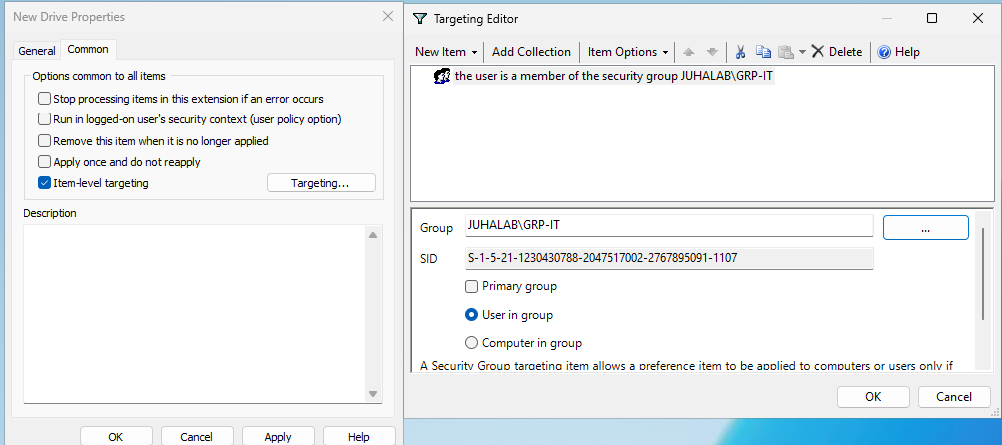 New Drive Properties
General
Common
Options common to all items
Stop processing items in this extension if an error occurs
Run in logged-on user's security context (user policy option)
Remove this item when it is no longer applied
Apply once and do not reapply
Item-level targeting
Targeting...
Description
OK
Cancel
Apply
Help
Targeting Editor
New Item
Add Collection
Item Options
Delete
Help
the user is a member of the security group JUHALAB\GRP-IT
Group
JUHALAB\GRP-IT
...
SID
S-1-5-21-1230430788-2047517002-2767895091-1107
Primary group
User in group
Computer in group
A Security Group targeting item allows a preference item to be applied to computers or users only if
OK
Cancel